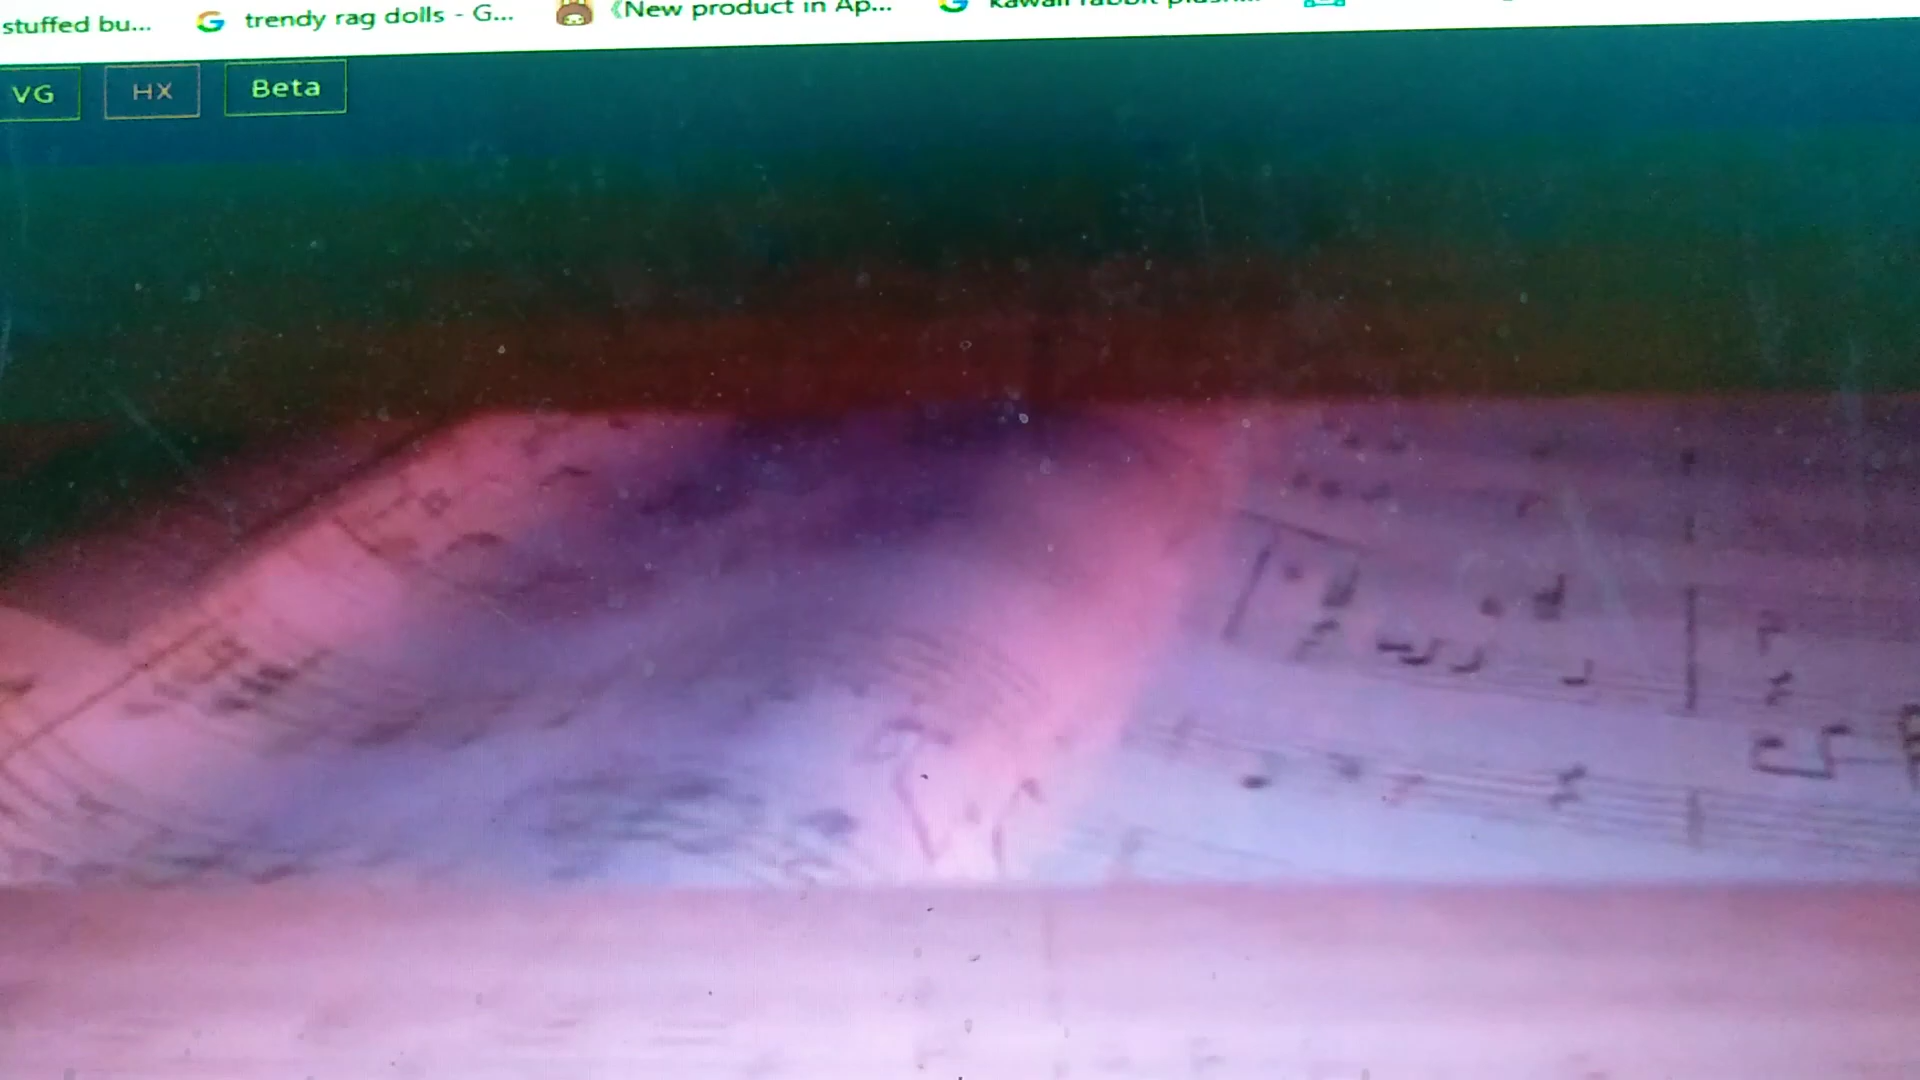 stuffed bu... trendy rag dolls - G... 《New product in Ap...
VG HX Beta